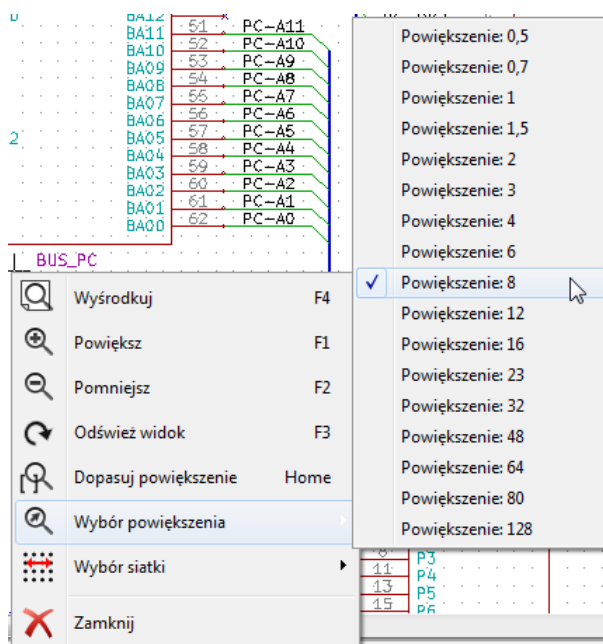 BA12
BA11 51 PC-A11
BA10 52 PC-A10
BA09 53 PC-A9
BA08 54 PC-A8
BA07 55 PC-A7
BA06 56 PC-A6
BA05 57 PC-A5
BA04 58 PC-A4
BA03 59 PC-A3
BA02 60 PC-A2
BA01 61 PC-A1
BA00 62 PC-A0
2
BUS_PC
Wyśrodkuj F4
Powiększ F1
Pomniejsz F2
Odśwież widok F3
Dopasuj powiększenie Home
Wybór powiększenia
Wybór siatki
Zamknij
Powiększenie: 0,5
Powiększenie: 0,7
Powiększenie: 1
Powiększenie: 1,5
Powiększenie: 2
Powiększenie: 3
Powiększenie: 4
Powiększenie: 6
Powiększenie: 8
Powiększenie: 12
Powiększenie: 16
Powiększenie: 23
Powiększenie: 32
Powiększenie: 48
Powiększenie: 64
Powiększenie: 80
Powiększenie: 128
P3
11 P4
13 P5
15 P6